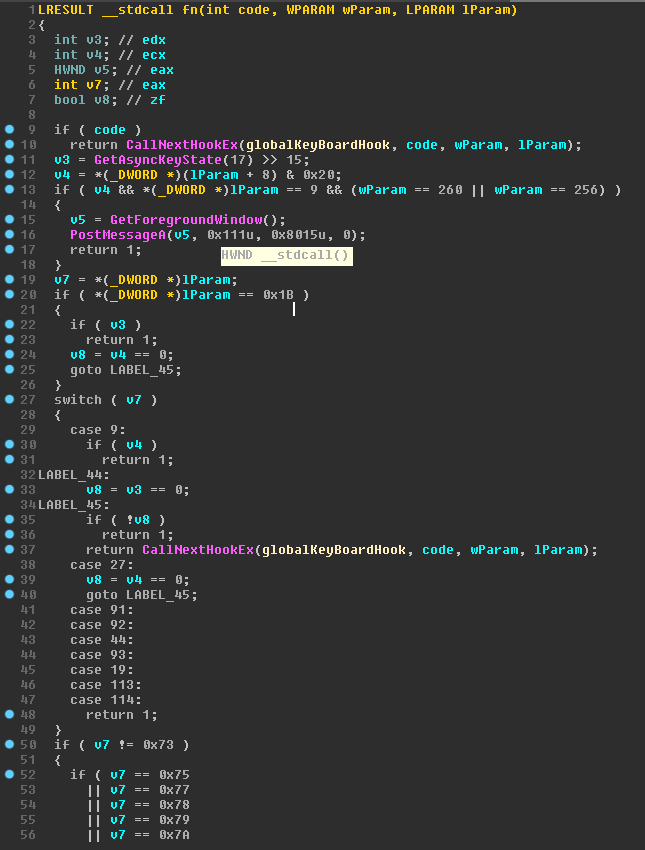 1 LRESULT __stdcall fn(int code, WPARAM wParam, LPARAM lParam)
2 {
3 int v3; // edx
4 int v4; // ecx
5 HWND v5; // eax
6 int v7; // eax
7 bool v8; // zf
8
9 if ( code )
10 return CallNextHookEx(globalKeyBoardHook, code, wParam, lParam);
11 v3 = GetAsyncKeyState(17) >> 15;
12 v4 = *(_DWORD *)(lParam + 8) & 0x20;
13 if ( v4 && *(_DWORD *)lParam == 9 && (wParam == 260 || wParam == 256) )
14 {
15 v5 = GetForegroundWindow();
16 PostMessageA(v5, 0x111u, 0x8015u, 0);
17 return 1;
HWND __stdcall()
18 }
19 v7 = *(_DWORD *)lParam;
20 if ( *(_DWORD *)lParam == 0x1B )
21 {
22 if ( v3 )
23 return 1;
24 v8 = v4 == 0;
25 goto LABEL_45;
26 }
27 switch ( v7 )
28 {
29 case 9:
30 if ( v4 )
31 return 1;
32 LABEL_44:
33 v8 = v3 == 0;
34 LABEL_45:
35 if ( !v8 )
36 return 1;
37 return CallNextHookEx(globalKeyBoardHook, code, wParam, lParam);
38 case 27:
39 v8 = v4 == 0;
40 goto LABEL_45;
41 case 91:
42 case 92:
43 case 44:
44 case 93:
45 case 19:
46 case 113:
47 case 114:
48 return 1;
49 }
50 if ( v7 != 0x73 )
51 {
52 if ( v7 == 0x75
53 || v7 == 0x77
54 || v7 == 0x78
55 || v7 == 0x79
56 || v7 == 0x7A